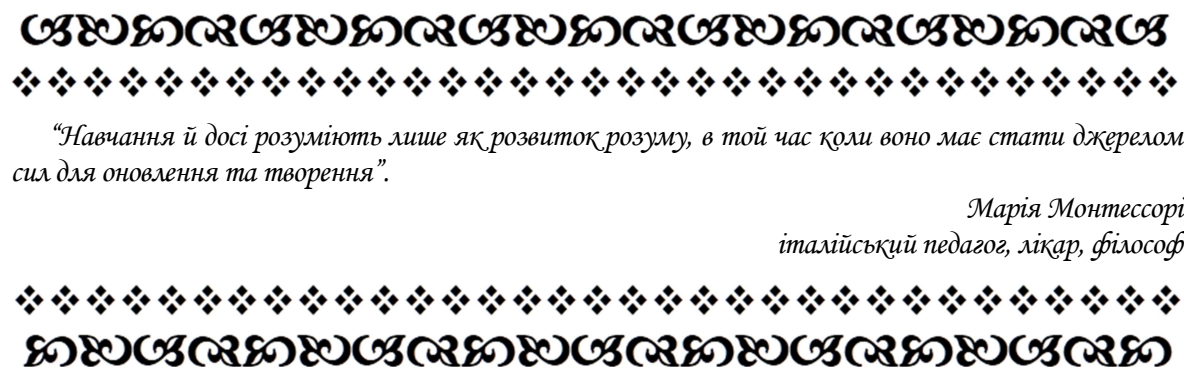 “Навчання й досі розуміють лише як розвиток розуму, в той час коли воно має стати джерелом
сил для оновлення та творення”.
Марія Монтессорі
італійський педагог, лікар, філософ